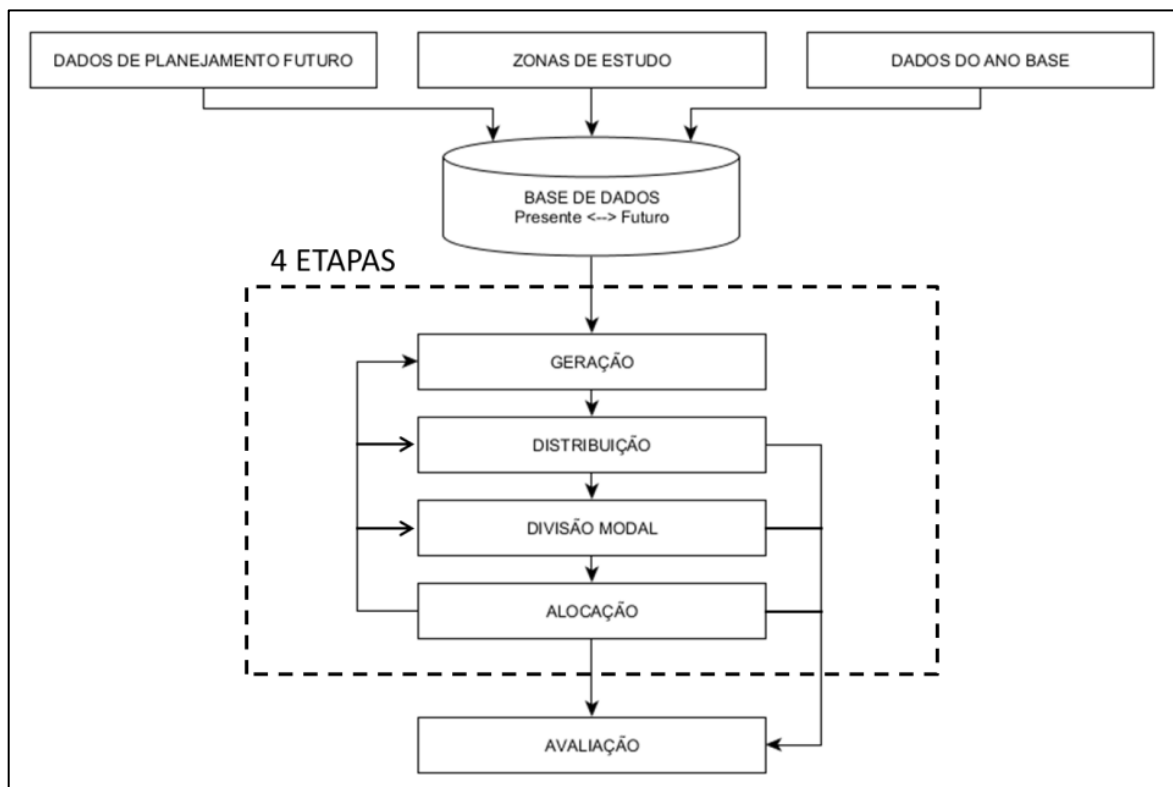 DADOS DE PLANEJAMENTO FUTURO
ZONAS DE ESTUDO
DADOS DO ANO BASE
BASE DE DADOS
Presente <--> Futuro
4 ETAPAS
GERAÇÃO
DISTRIBUIÇÃO
DIVISÃO MODAL
ALOCAÇÃO
AVALIAÇÃO